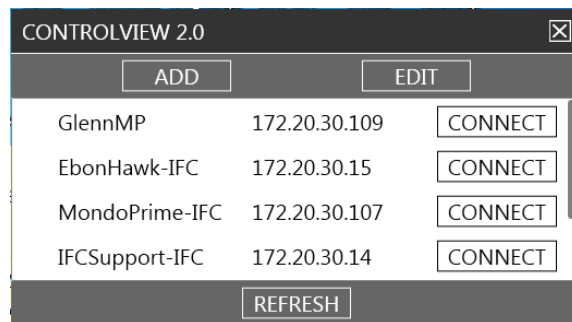 CONTROLVIEW 2.0
ADD EDIT
GlennMP 172.20.30.109 CONNECT
EbonHawk-IFC 172.20.30.15 CONNECT
MondoPrime-IFC 172.20.30.107 CONNECT
IFCSupport-IFC 172.20.30.14 CONNECT
REFRESH